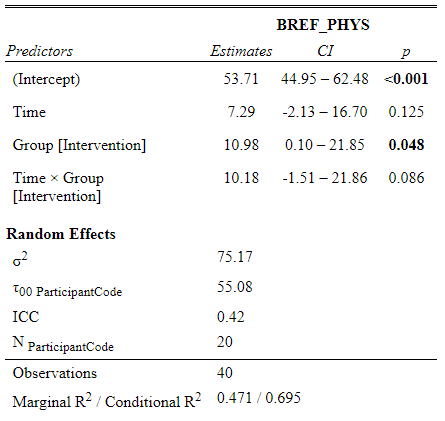 BREF_PHYS
Predictors Estimates CI p
(Intercept) 53.71 44.95 – 62.48 <0.001
Time 7.29 -2.13 – 16.70 0.125
Group [Intervention] 10.98 0.10 – 21.85 0.048
Time × Group 10.18 -1.51 – 21.86 0.086
[Intervention]
Random Effects
σ² 75.17
τ₀₀ ParticipantCode 55.08
ICC 0.42
N ParticipantCode 20
Observations 40
Marginal R² / Conditional R² 0.471 / 0.695